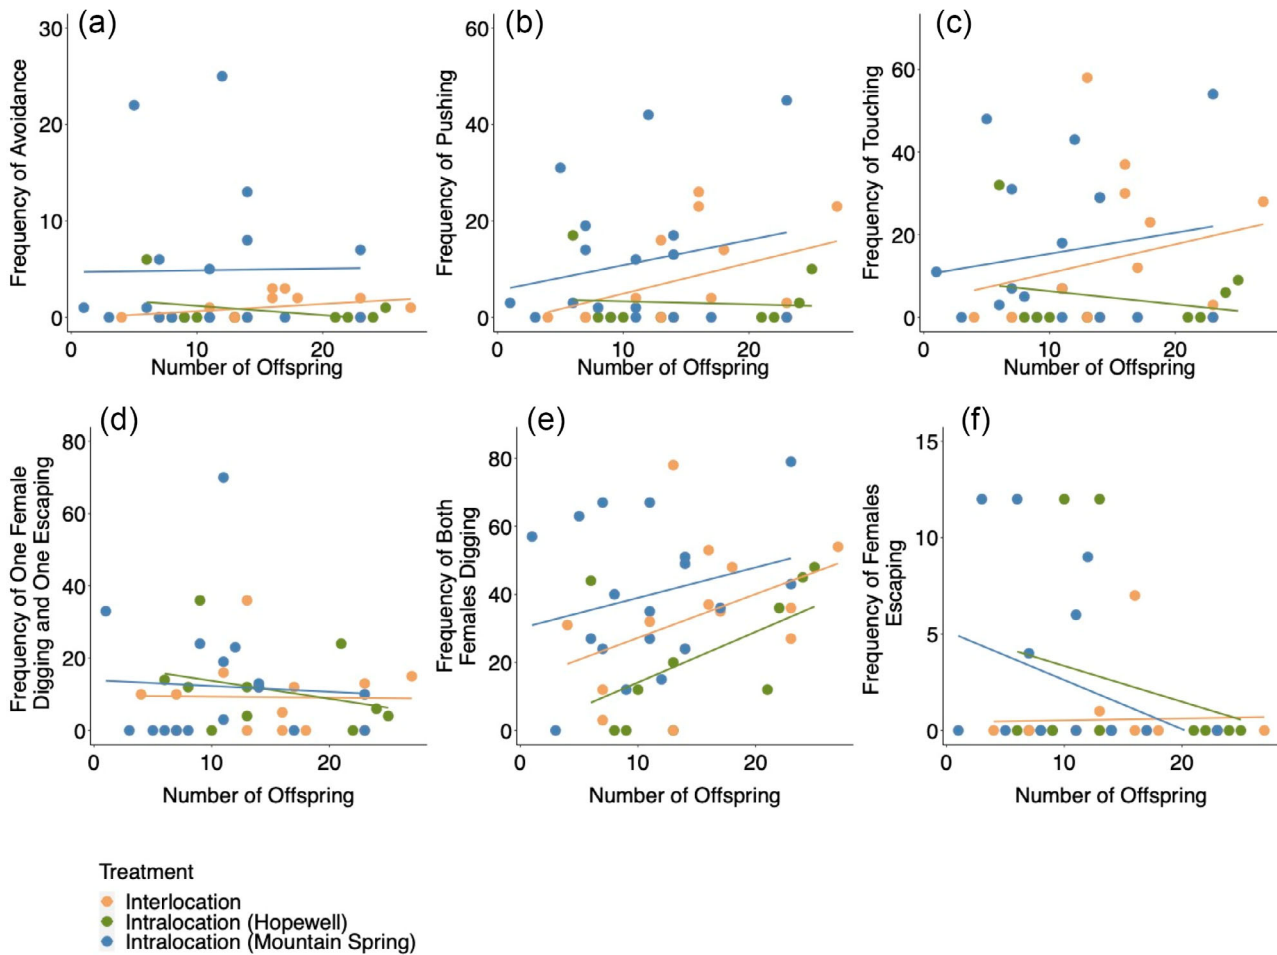 (a)
Frequency of Avoidance
30
20
10
0
0 10 20
Number of Offspring
(b)
Frequency of Pushing
60
40
20
0
0 10 20
Number of Offspring
(c)
Frequency of Touching
60
40
20
0
0 10 20
Number of Offspring
(d)
Frequency of One Female
Digging and One Escaping
80
60
40
20
0
0 10 20
Number of Offspring
(e)
Frequency of Both
Females Digging
80
60
40
20
0
0 10 20
Number of Offspring
(f)
Frequency of Females
Escaping
15
10
5
0
0 10 20
Number of Offspring
Treatment
Interlocation
Intralocation (Hopewell)
Intralocation (Mountain Spring)